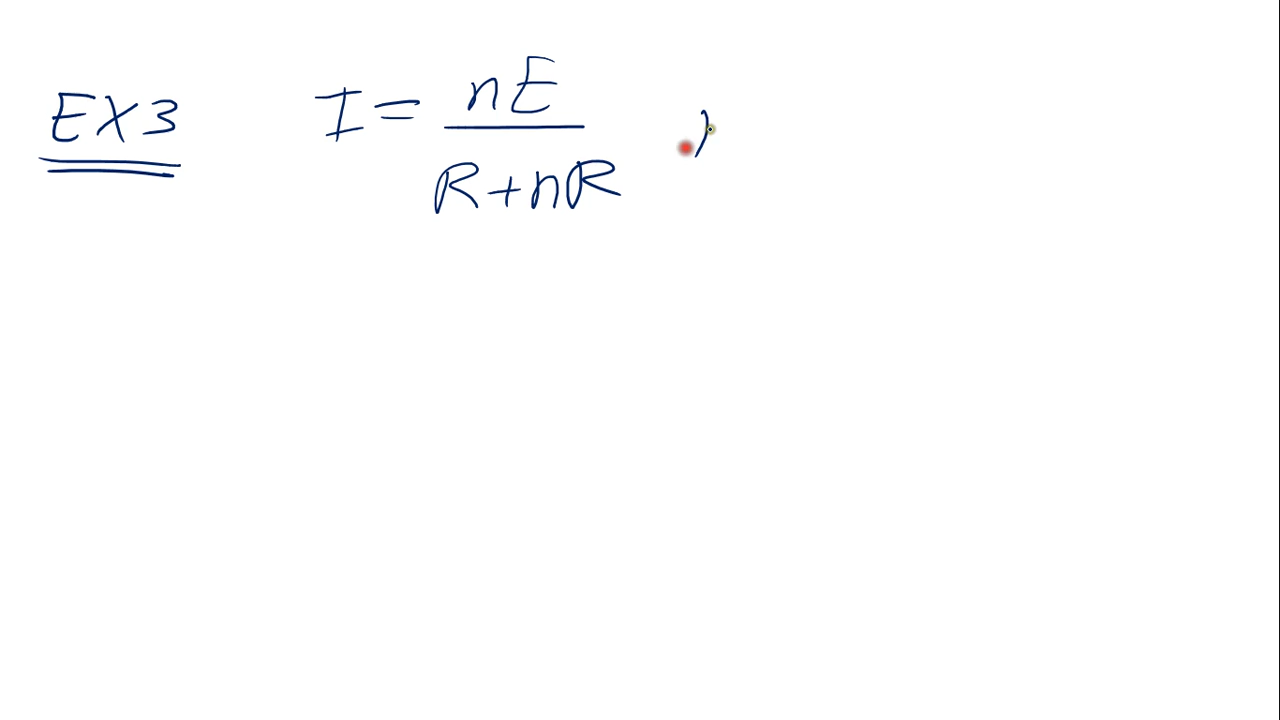 EX3 I = nE / R+nR ,